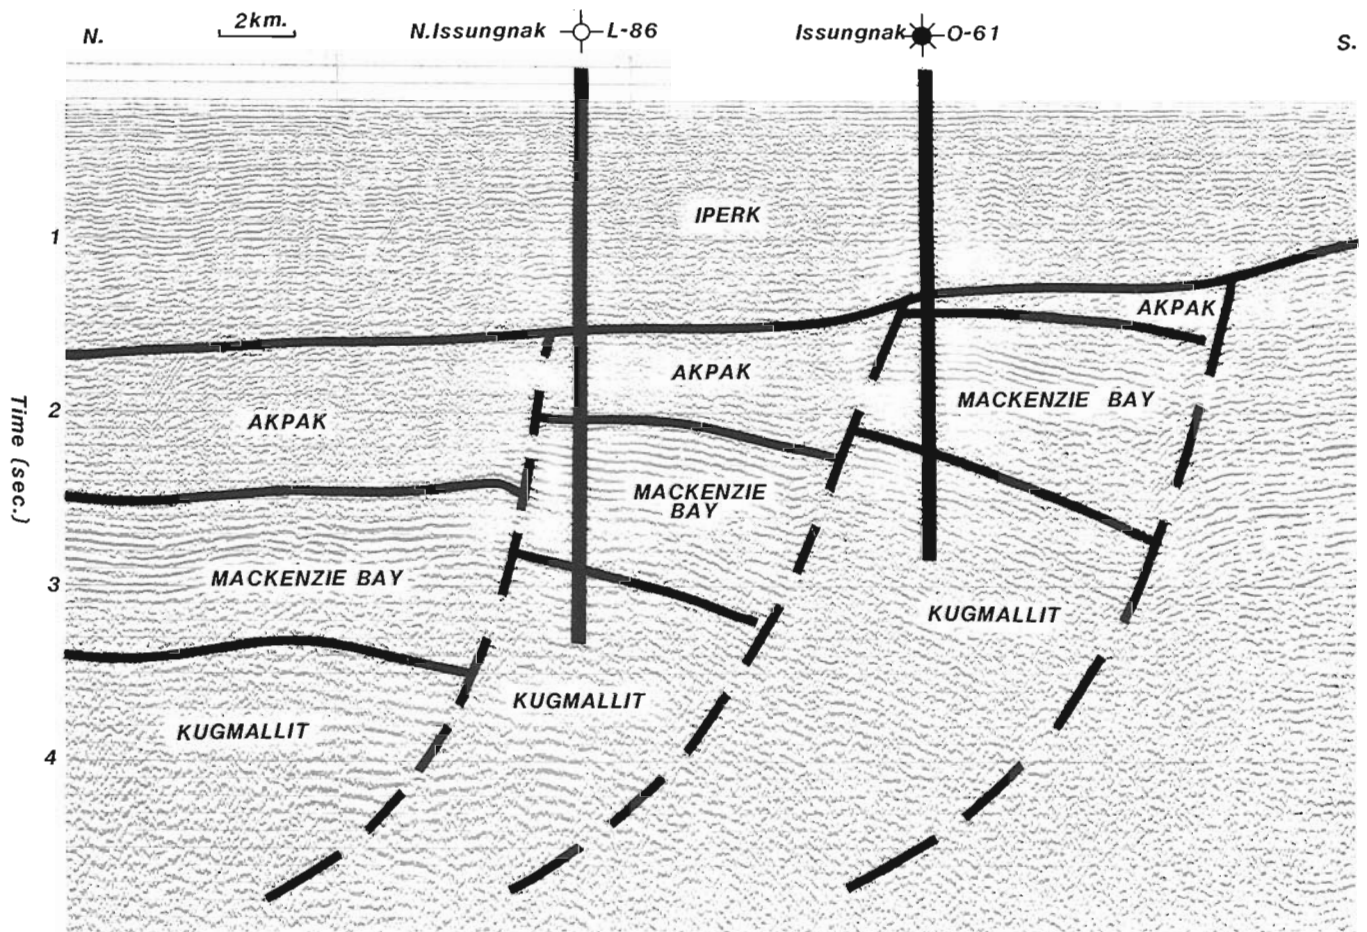 N.
2km.
N.Issungnak L-86
Issungnak O-61
S.
IPERK
1
AKPAK
AKPAK
MACKENZIE BAY
2
AKPAK
Time (sec.)
MACKENZIE
BAY
MACKENZIE BAY
3
KUGMALLIT
KUGMALLIT
KUGMALLIT
4